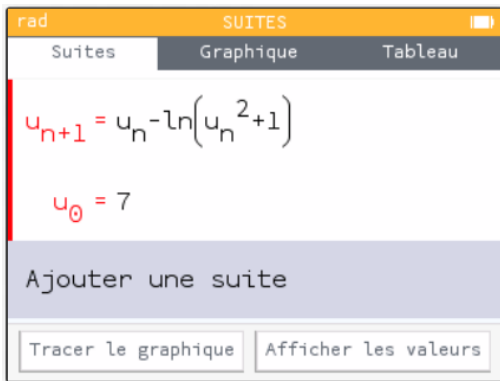 rad SUITES
Suites Graphique Tableau
uₙ₊₁ = uₙ-ln(uₙ²+1)
u₀ = 7
Ajouter une suite
Tracer le graphique Afficher les valeurs